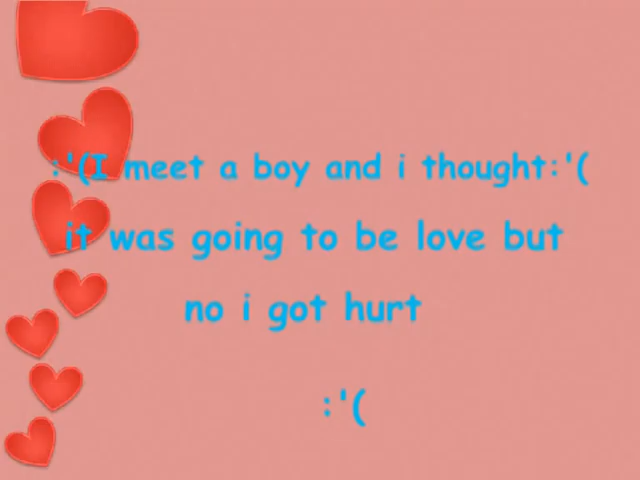 :'(I meet a boy and i thought:'(
it was going to be love but
no i got hurt
:'(